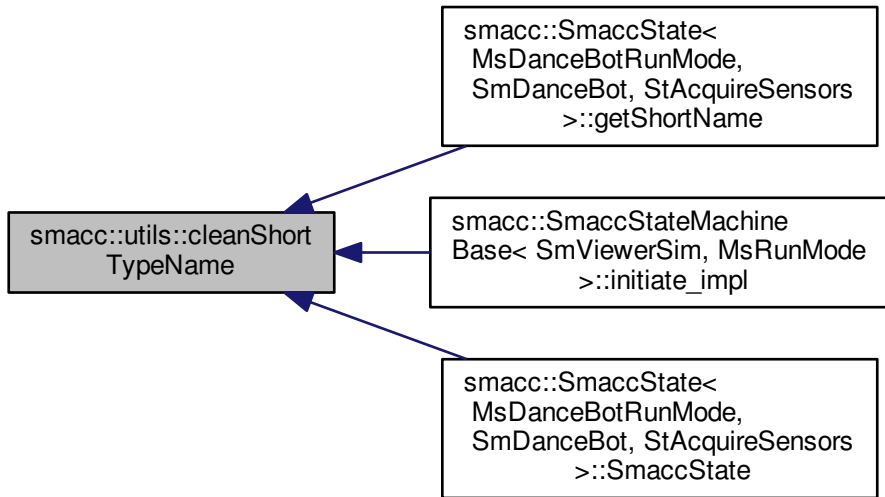 smacc::SmaccState<
MsDanceBotRunMode,
SmDanceBot, StAcquireSensors
>::getShortName
smacc::utils::cleanShort
TypeName
smacc::SmaccStateMachine
Base< SmViewerSim, MsRunMode
>::initiate_impl
smacc::SmaccState<
MsDanceBotRunMode,
SmDanceBot, StAcquireSensors
>::SmaccState